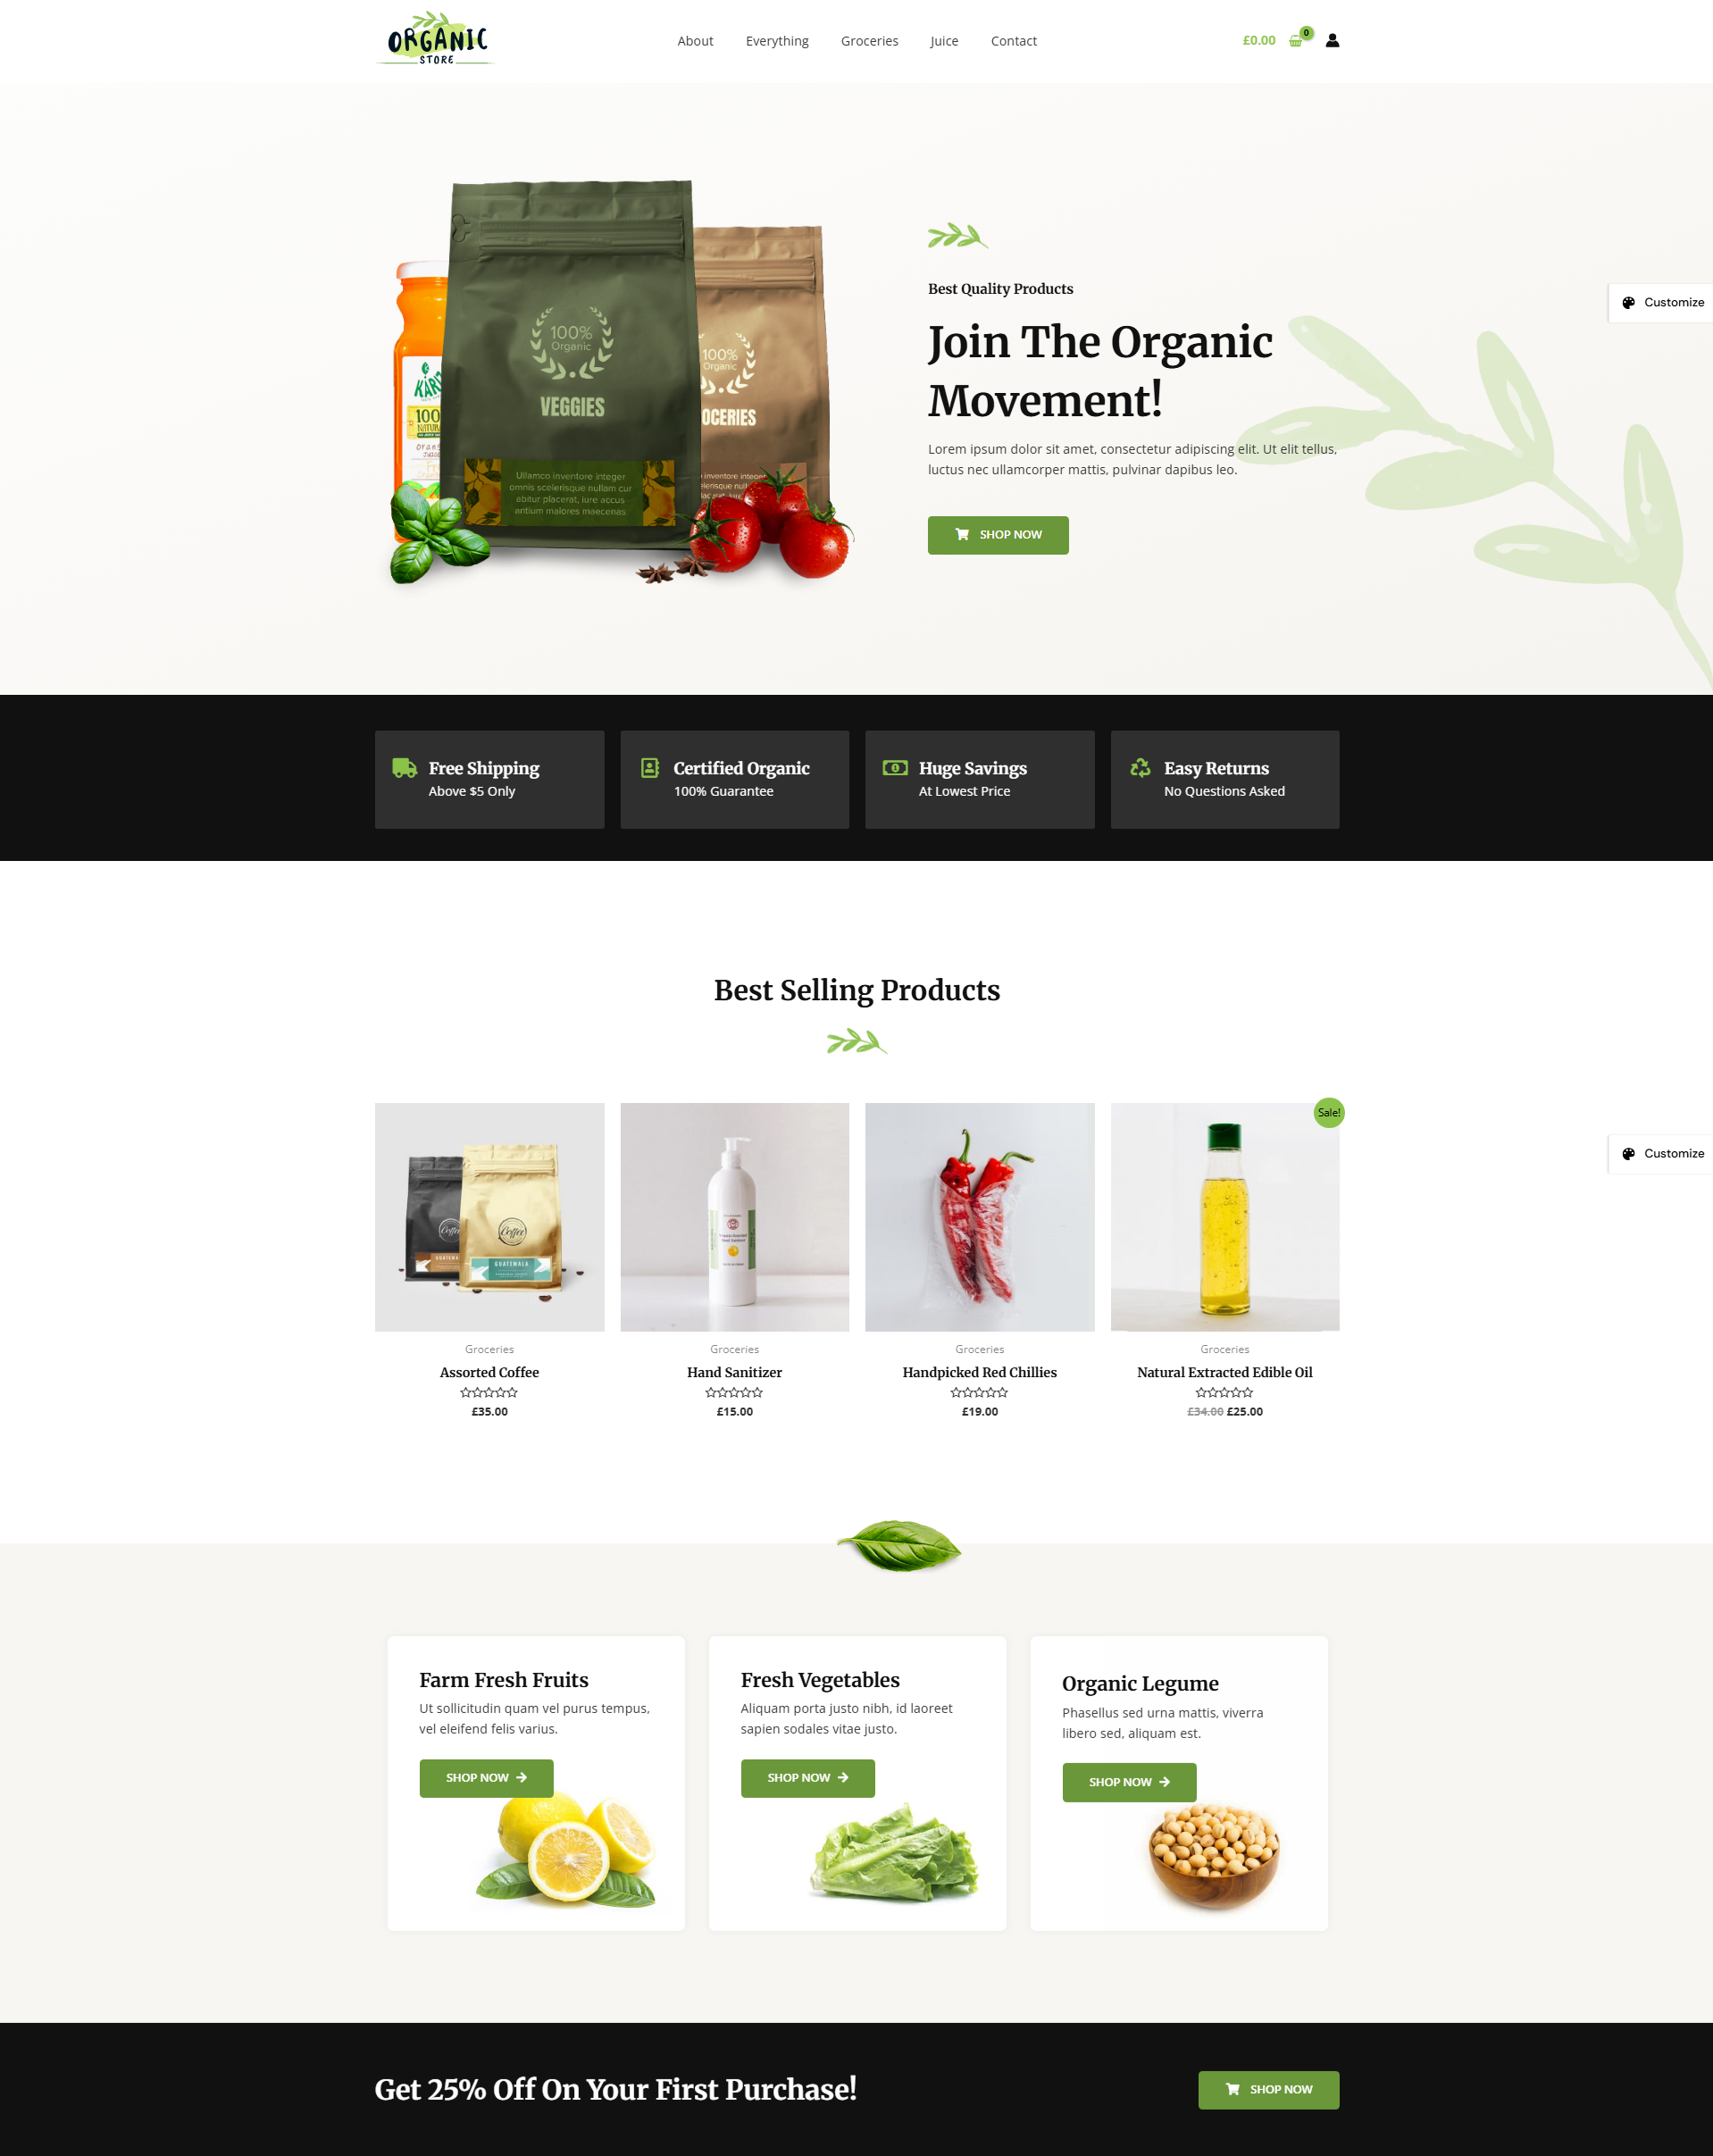 ORGANIC
STORE
About
Everything
Groceries
Juice
Contact
£0.00
0
100%
Organic
VEGGIES
100%
Organic
Ullamco inventore integer
omnis scelerisque nullam cur
abitur placerat, iure accus
antium malores maecenas
Best Quality Products
Join The Organic
Movement!
Lorem ipsum dolor sit amet, consectetur adipiscing elit. Ut elit tellus,
luctus nec ullamcorper mattis, pulvinar dapibus leo.
SHOP NOW
Customize
Free Shipping
Above $5 Only
Certified Organic
100% Guarantee
Huge Savings
At Lowest Price
Easy Returns
No Questions Asked
Best Selling Products
Sale!
Customize
Coffee
GUATEMALA
Groceries
Assorted Coffee
£35.00
Groceries
Hand Sanitizer
£15.00
Groceries
Handpicked Red Chillies
£19.00
Groceries
Natural Extracted Edible Oil
£34.00 £25.00
Farm Fresh Fruits
Ut sollicitudin quam vel purus tempus,
vel eleifend felis varius.
SHOP NOW
Fresh Vegetables
Aliquam porta justo nibh, id laoreet
sapien sodales vitae justo.
SHOP NOW
Organic Legume
Phasellus sed urna mattis, viverra
libero sed, aliquam est.
SHOP NOW
Get 25% Off On Your First Purchase!
SHOP NOW